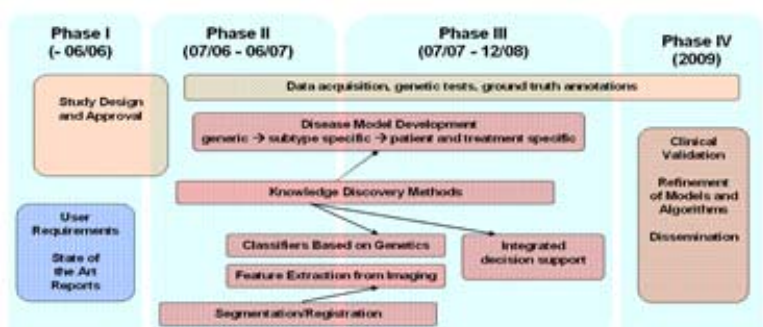 Phase I
(- 06/06)
Phase II
(07/06 - 06/07)
Phase III
(07/07 - 12/08)
Phase IV
(2009)
Study Design
and Approval
Data acquisition, genetic tests, ground truth annotations
Disease Model Development
generic → subtype specific → patient and treatment specific
Knowledge Discovery Methods
User
Requirements
State of
the Art
Reports
Classifiers Based on Genetics
Feature Extraction from Imaging
Segmentation/Registration
Integrated
decision support
Clinical
Validation
Refinement
of Models and
Algorithms
Dissemination